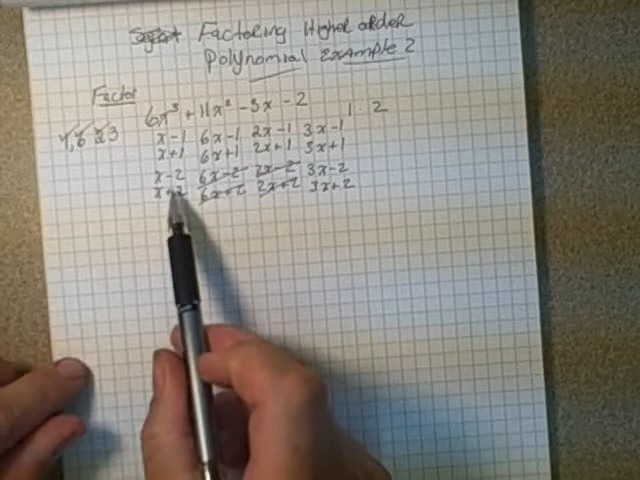 Factoring Higher order
Polynomial Example 2
Factor
6x³ + 11x² - 3x - 2 1 2
1,6 2 3 x-1 6x-1 2x-1 3x-1
x+1 6x+1 2x+1 3x+1
x-2 6x-2 2x-2 3x-2
x+2 6x+2 2x+2 3x+2